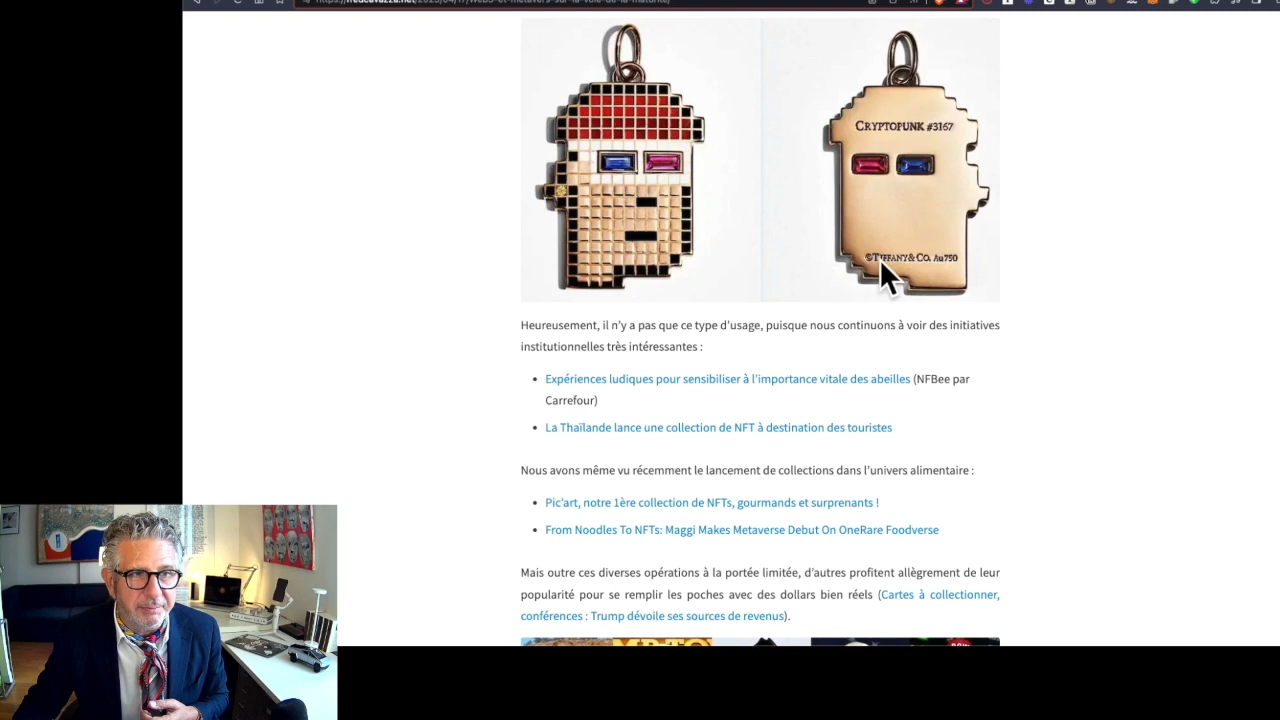 CRYPTOPUNK #3167
©TIFFANY&CO. Au750
Heureusement, il n'y a pas que ce type d'usage, puisque nous continuons à voir des initiatives
institutionnelles très intéressantes :
• Expériences ludiques pour sensibiliser à l'importance vitale des abeilles (NFBee par
Carrefour)
• La Thaïlande lance une collection de NFT à destination des touristes
Nous avons même vu récemment le lancement de collections dans l'univers alimentaire :
• Pic'art, notre 1ère collection de NFTs, gourmands et surprenants !
• From Noodles To NFTs: Maggi Makes Metaverse Debut On OneRare Foodverse
Mais outre ces diverses opérations à la portée limitée, d'autres profitent allègrement de leur
popularité pour se remplir les poches avec des dollars bien réels (Cartes à collectionner,
conférences : Trump dévoile ses sources de revenus).